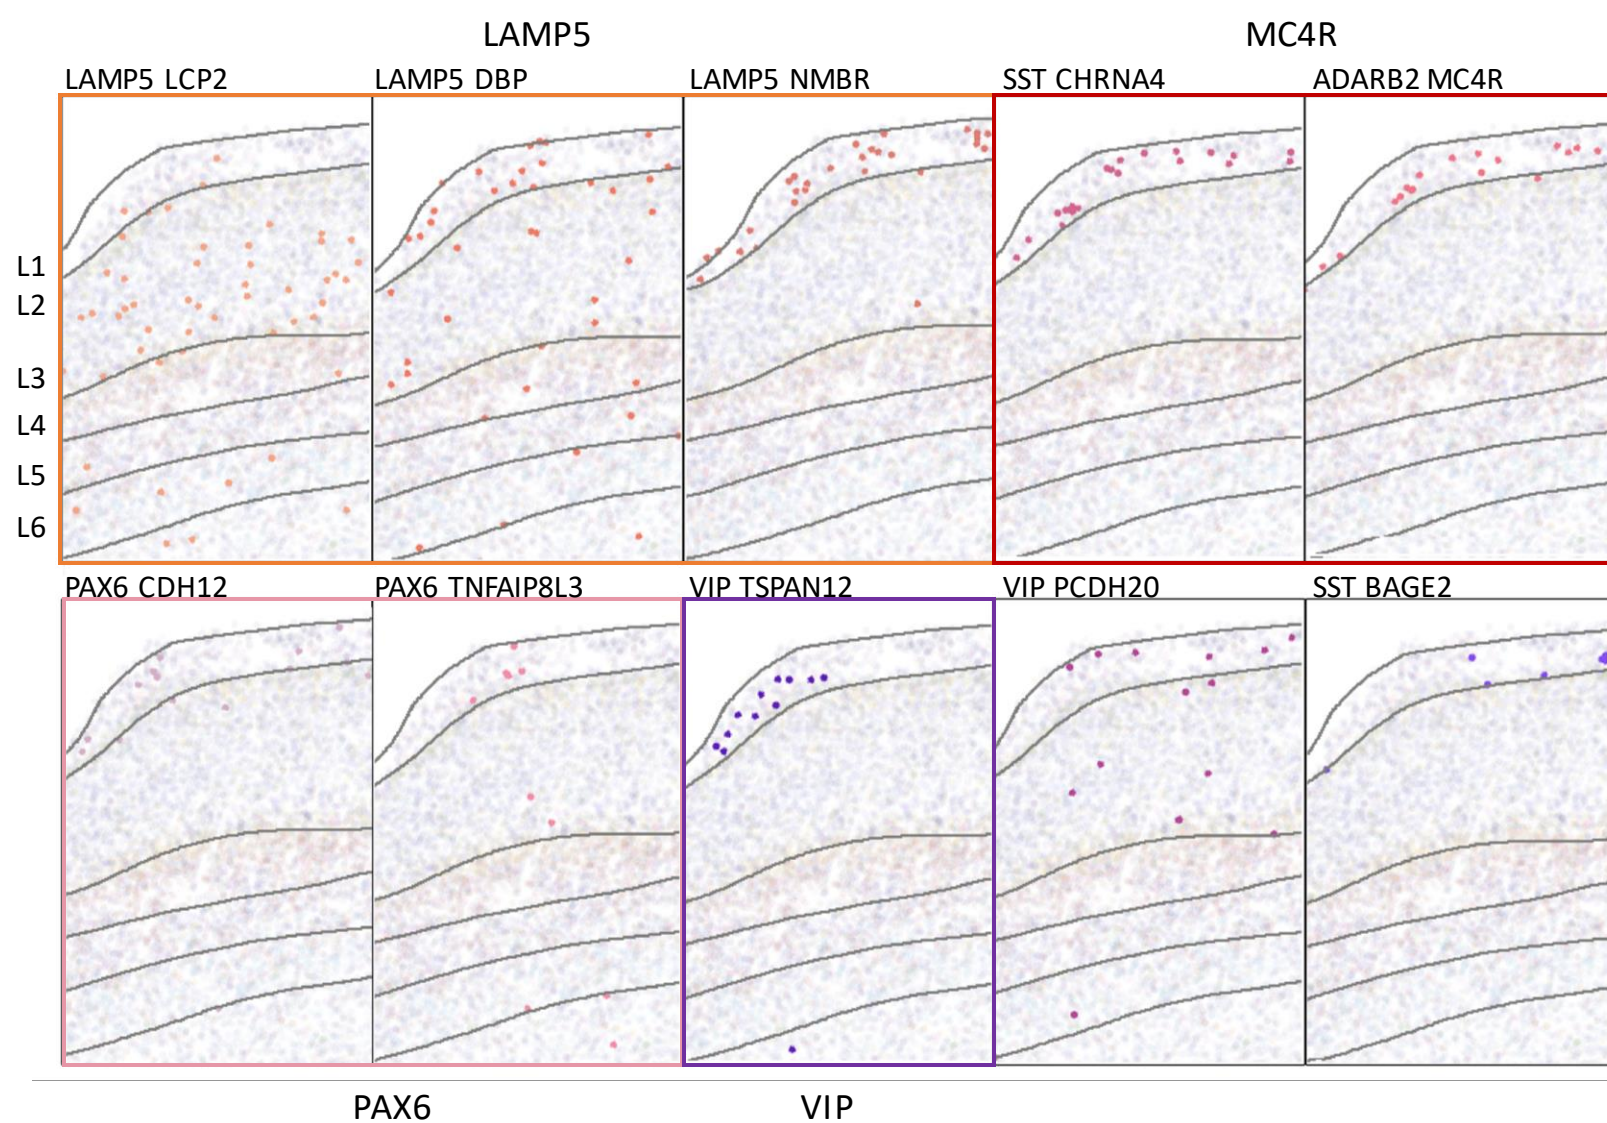 LAMP5 MC4R
LAMP5 LCP2 LAMP5 DBP LAMP5 NMBR SST CHRNA4 ADARB2 MC4R
L1
L2
L3
L4
L5
L6
PAX6 CDH12 PAX6 TNFAIP8L3 VIP TSPAN12 VIP PCDH20 SST BAGE2
PAX6 VIP